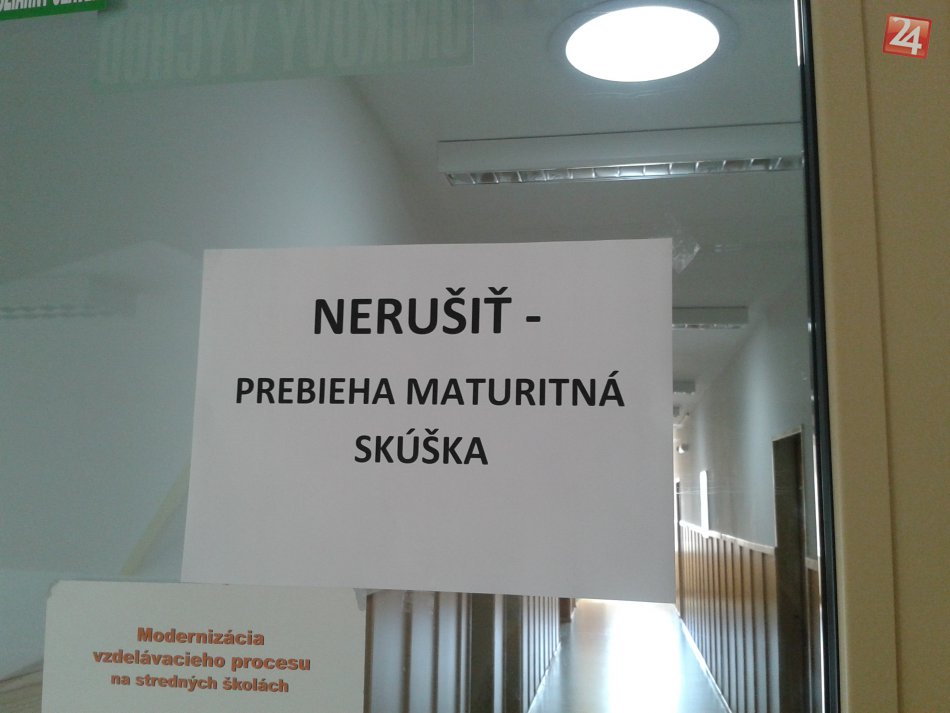 24
NERUŠIŤ -
PREBIEHA MATURITNÁ
SKÚŠKA
Modernizácia
vzdelávacieho procesu
na stredných školách